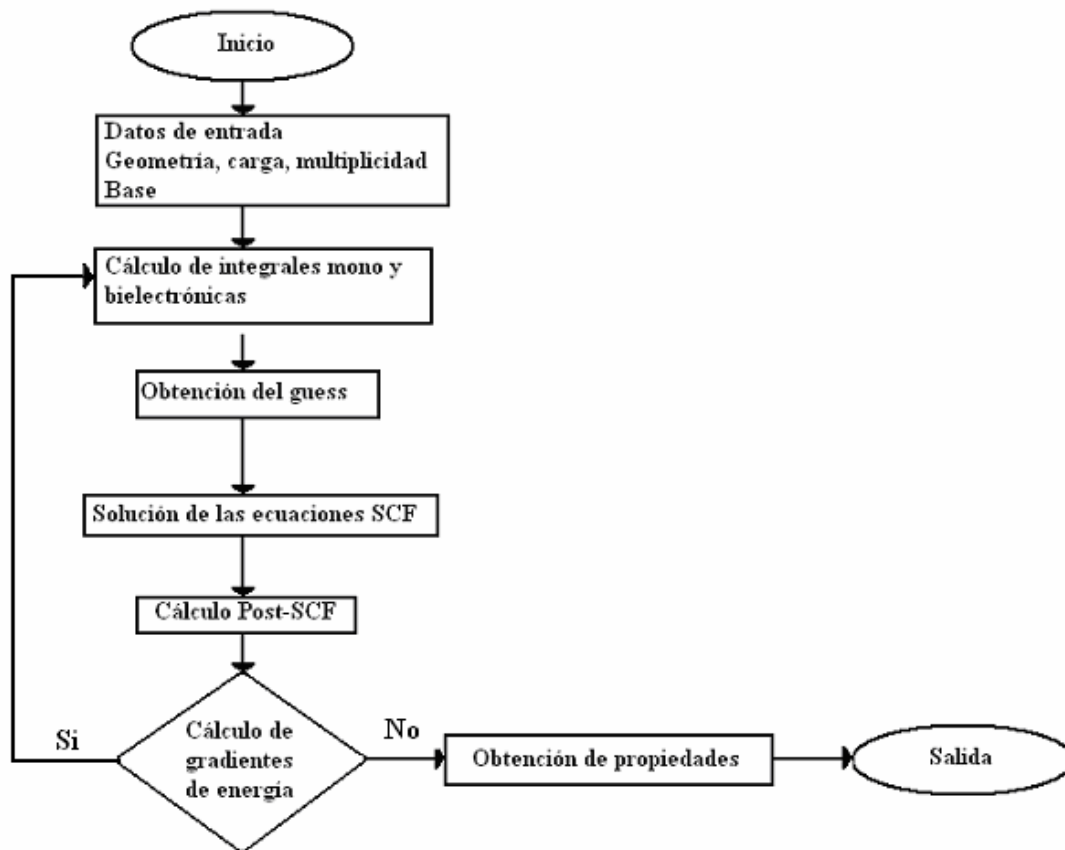 Inicio
Datos de entrada
Geometría, carga, multiplicidad
Base
Cálculo de integrales mono y
bielectrónicas
Obtención del guess
Solución de las ecuaciones SCF
Cálculo Post-SCF
Si
Cálculo de
gradientes
de energía
No
Obtención de propiedades
Salida